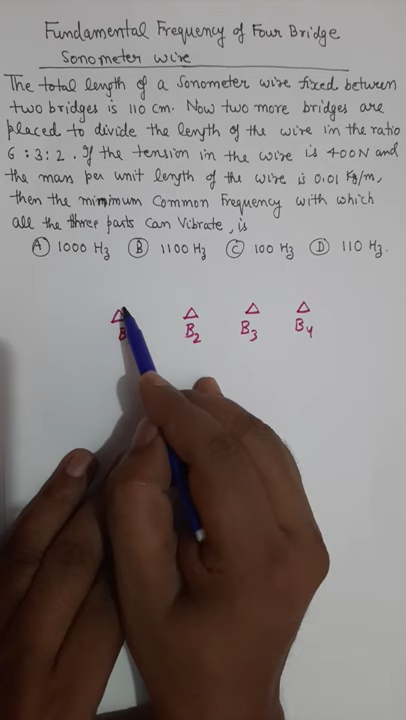 Fundamental Frequency of Four Bridge
Sonometer wire
The total length of a Sonometer wire fixed between
two bridges is 110 cm. Now two more bridges are
placed to divide the length of the wire in the ratio
6 : 3 : 2. If the tension in the wire is 400N and
the mass per unit length of the wire is 0.01 Kg/m,
then the minimum Common Frequency with which
all the three parts Can Vibrate, is
(A) 1000 Hz (B) 1100 Hz (C) 100 Hz (D) 110 Hz.
B B2 B3 B4